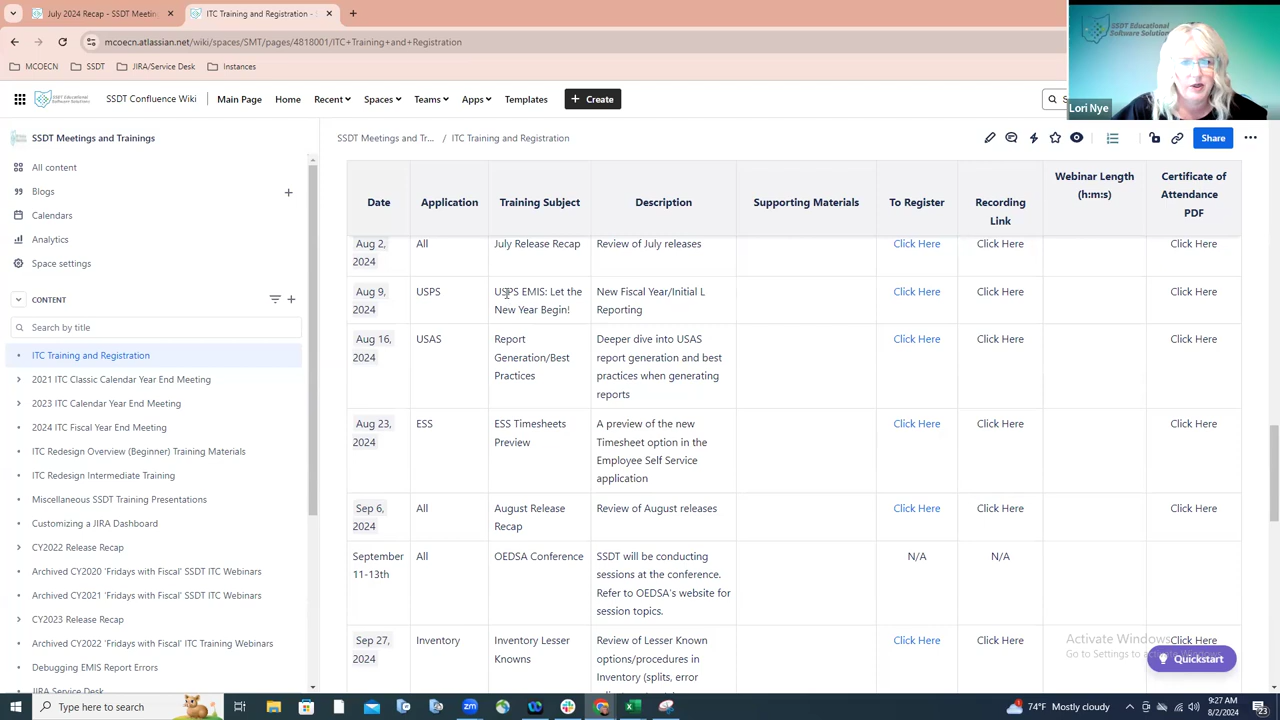 July 2024 Recap - SSDT Meetings
ITC Training and Registration -
mcoecn.atlassian.net/wiki/spaces/SMT/pages/4818001/ITC+Training+and+Registration
MCOECN
SSDT
JIRA/Service Desk
Instances
SSDT Educational
Software Solutions
Lori Nye
SSDT Confluence Wiki
Main Page
Home
Recent
Spaces
Teams
Apps
Templates
+ Create
SSDT Meetings and Trainings
SSDT Meetings and Tr... / ITC Training and Registration
Share
All content
Blogs
Calendars
Analytics
Space settings
CONTENT
Search by title
ITC Training and Registration
2021 ITC Classic Calendar Year End Meeting
2023 ITC Calendar Year End Meeting
2024 ITC Fiscal Year End Meeting
ITC Redesign Overview (Beginner) Training Materials
ITC Redesign Intermediate Training
Miscellaneous SSDT Training Presentations
Customizing a JIRA Dashboard
CY2022 Release Recap
Archived CY2020 'Fridays with Fiscal' SSDT ITC Webinars
Archived CY2021 'Fridays with Fiscal' SSDT ITC Webinars
CY2023 Release Recap
Archived CY2022 'Fridays with Fiscal' ITC Training Webinars
Debugging EMIS Report Errors
JIRA Service Desk
Date
Application
Training Subject
Description
Supporting Materials
To Register
Recording
Link
Webinar Length
(h:m:s)
Certificate of
Attendance
PDF
Aug 2,
2024
All
July Release Recap
Review of July releases
Click Here
Click Here
Click Here
Aug 9,
2024
USPS
USPS EMIS: Let the
New Year Begin!
New Fiscal Year/Initial L
Reporting
Click Here
Click Here
Click Here
Aug 16,
2024
USAS
Report
Generation/Best
Practices
Deeper dive into USAS
report generation and best
practices when generating
reports
Click Here
Click Here
Click Here
Aug 23,
2024
ESS
ESS Timesheets
Preview
A preview of the new
Timesheet option in the
Employee Self Service
application
Click Here
Click Here
Click Here
Sep 6,
2024
All
August Release
Recap
Review of August releases
Click Here
Click Here
Click Here
September
11-13th
All
OEDSA Conference
SSDT will be conducting
sessions at the conference.
Refer to OEDSA's website for
session topics.
N/A
N/A
Sep 27,
2024
Inventory
Inventory Lesser
Knowns
Review of Lesser Known
options/procedures in
Inventory (splits, error
Click Here
Click Here
Click Here
Activate Windows
Go to Settings to activate Windows.
Quickstart
Type here to search
74°F Mostly cloudy
9:27 AM
8/2/2024
23